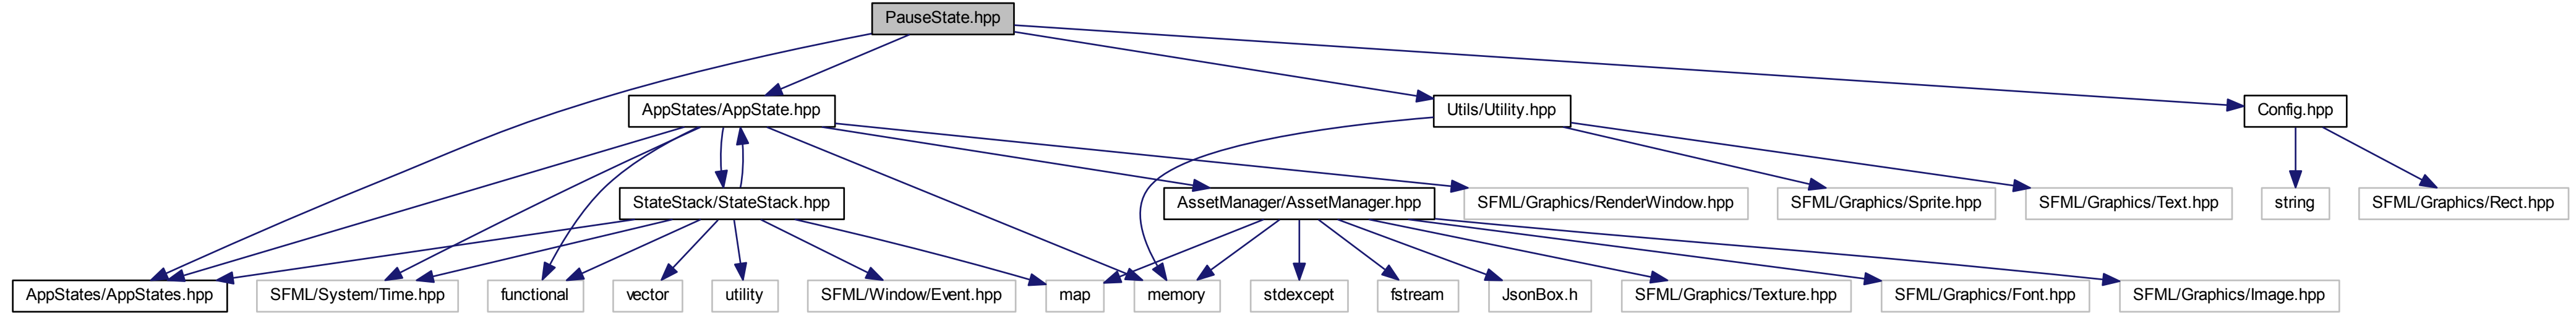 PauseState.hpp
AppStates/AppState.hpp
Utils/Utility.hpp
Config.hpp
StateStack/StateStack.hpp
AssetManager/AssetManager.hpp
SFML/Graphics/RenderWindow.hpp
SFML/Graphics/Sprite.hpp
SFML/Graphics/Text.hpp
string
SFML/Graphics/Rect.hpp
AppStates/AppStates.hpp
SFML/System/Time.hpp
functional
vector
utility
SFML/Window/Event.hpp
map
memory
stdexcept
fstream
JsonBox.h
SFML/Graphics/Texture.hpp
SFML/Graphics/Font.hpp
SFML/Graphics/Image.hpp